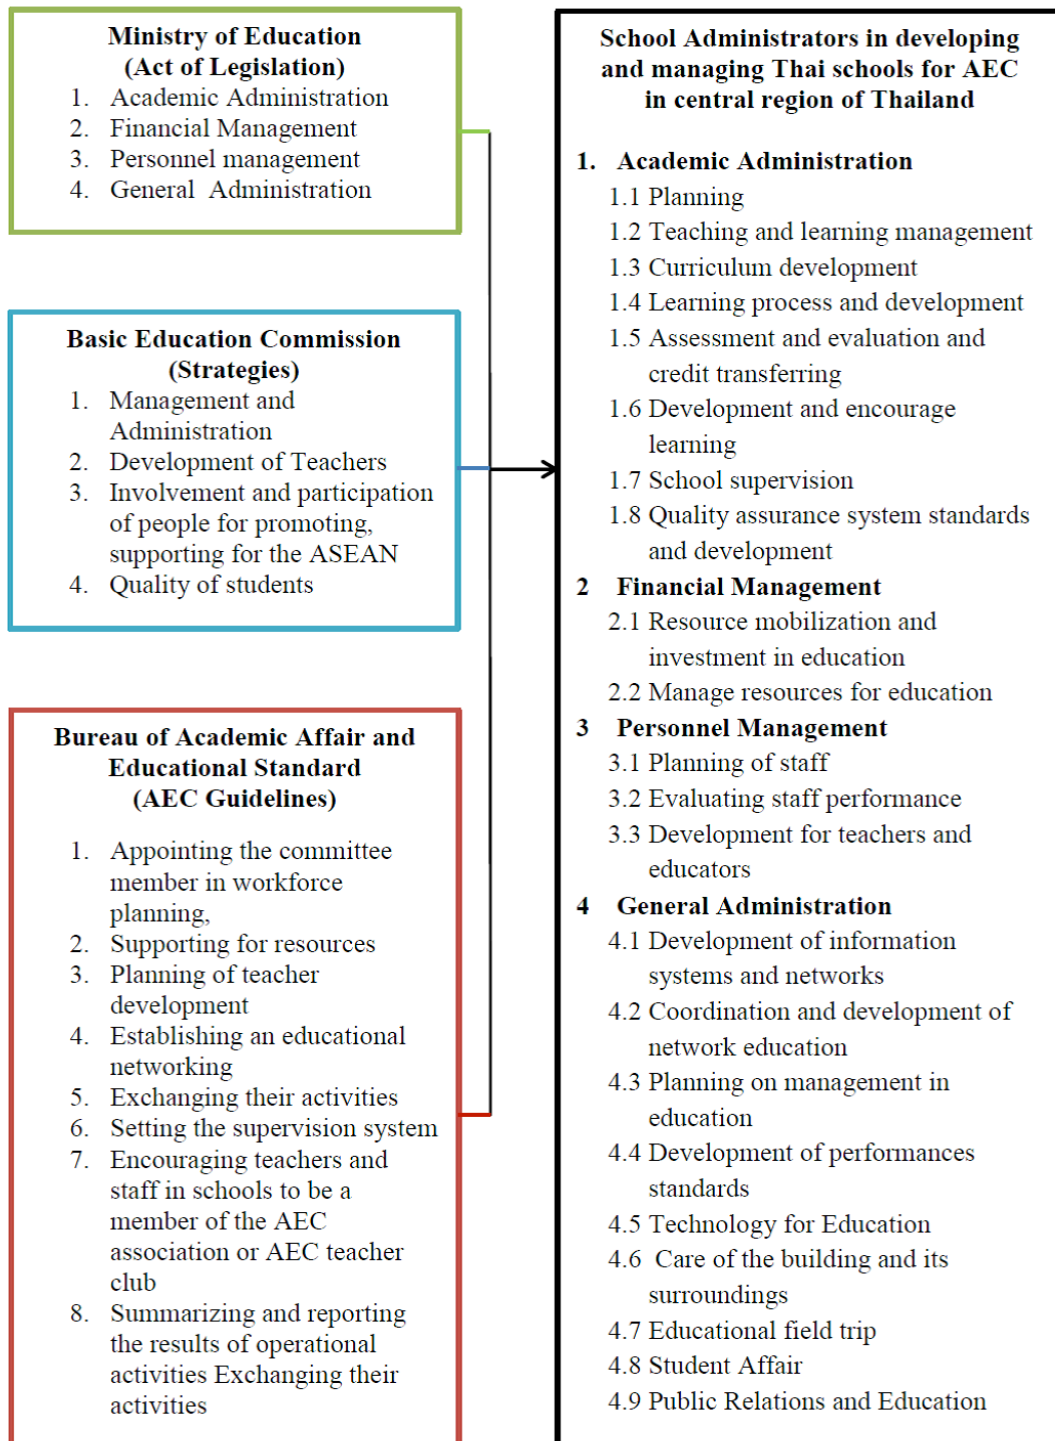 Ministry of Education
(Act of Legislation)
1. Academic Administration
2. Financial Management
3. Personnel management
4. General Administration
Basic Education Commission
(Strategies)
1. Management and
Administration
2. Development of Teachers
3. Involvement and participation
of people for promoting,
supporting for the ASEAN
4. Quality of students
Bureau of Academic Affair and
Educational Standard
(AEC Guidelines)
1. Appointing the committee
member in workforce
planning,
2. Supporting for resources
3. Planning of teacher
development
4. Establishing an educational
networking
5. Exchanging their activities
6. Setting the supervision system
7. Encouraging teachers and
staff in schools to be a
member of the AEC
association or AEC teacher
club
8. Summarizing and reporting
the results of operational
activities Exchanging their
activities
School Administrators in developing
and managing Thai schools for AEC
in central region of Thailand
1. Academic Administration
1.1 Planning
1.2 Teaching and learning management
1.3 Curriculum development
1.4 Learning process and development
1.5 Assessment and evaluation and
credit transferring
1.6 Development and encourage
learning
1.7 School supervision
1.8 Quality assurance system standards
and development
2 Financial Management
2.1 Resource mobilization and
investment in education
2.2 Manage resources for education
3 Personnel Management
3.1 Planning of staff
3.2 Evaluating staff performance
3.3 Development for teachers and
educators
4 General Administration
4.1 Development of information
systems and networks
4.2 Coordination and development of
network education
4.3 Planning on management in
education
4.4 Development of performances
standards
4.5 Technology for Education
4.6 Care of the building and its
surroundings
4.7 Educational field trip
4.8 Student Affair
4.9 Public Relations and Education